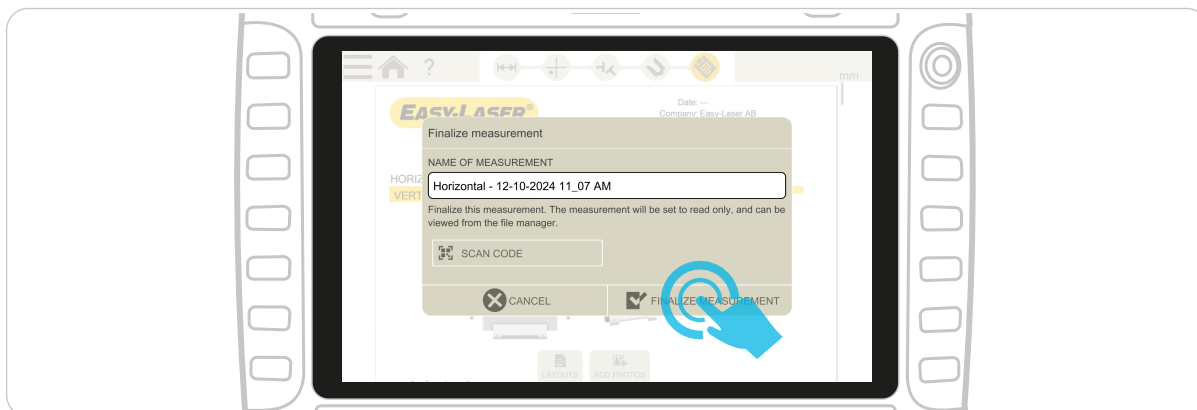 ?
mm
EASY-LASER®
Date: —
Company: Easy-Laser AB
Finalize measurement
NAME OF MEASUREMENT
HORIZ
Horizontal - 12-10-2024 11_07 AM
VERT
Finalize this measurement. The measurement will be set to read only, and can be
viewed from the file manager.
SCAN CODE
CANCEL
FINALIZE MEASUREMENT
LAYOUTS
ADD PHOTOS